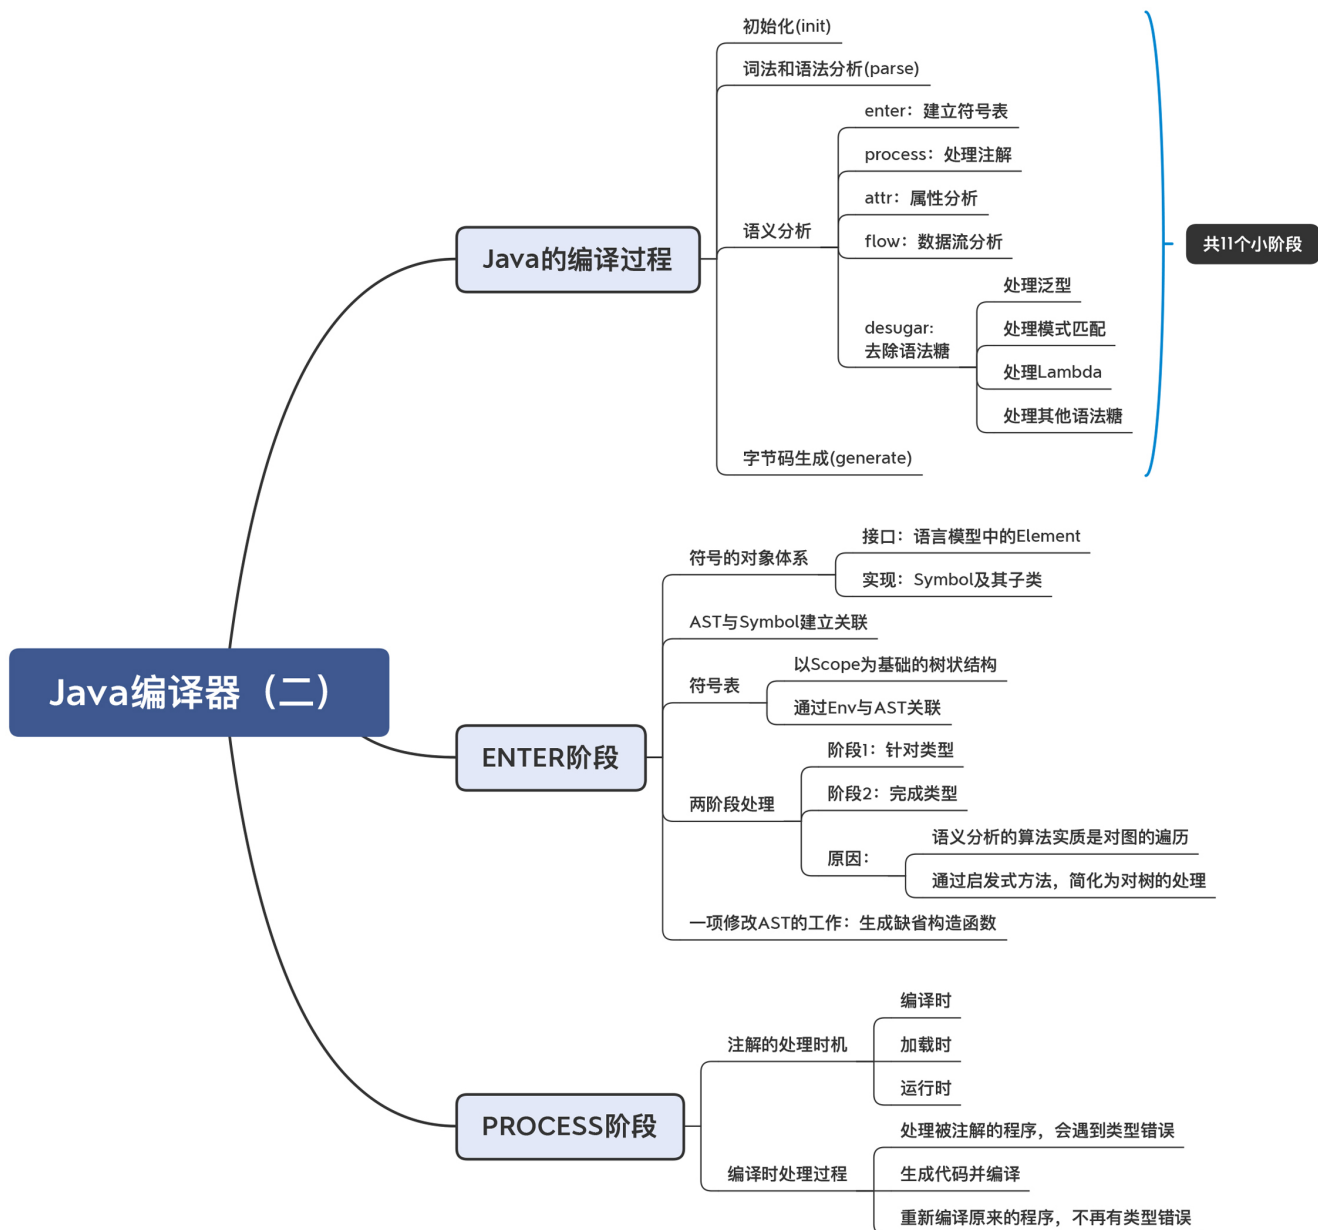 Java编译器（二）
Java的编译过程
初始化(init)
词法和语法分析(parse)
语义分析
enter：建立符号表
process：处理注解
attr：属性分析
flow：数据流分析
desugar:
去除语法糖
处理泛型
处理模式匹配
处理Lambda
处理其他语法糖
字节码生成(generate)
共11个小阶段
ENTER阶段
符号的对象体系
接口：语言模型中的Element
实现：Symbol及其子类
AST与Symbol建立关联
符号表
以Scope为基础的树状结构
通过Env与AST关联
两阶段处理
阶段1：针对类型
阶段2：完成类型
原因：
语义分析的算法实质是对图的遍历
通过启发式方法，简化为对树的处理
一项修改AST的工作：生成缺省构造函数
PROCESS阶段
注解的处理时机
编译时
加载时
运行时
编译时处理过程
处理被注解的程序，会遇到类型错误
生成代码并编译
重新编译原来的程序，不再有类型错误